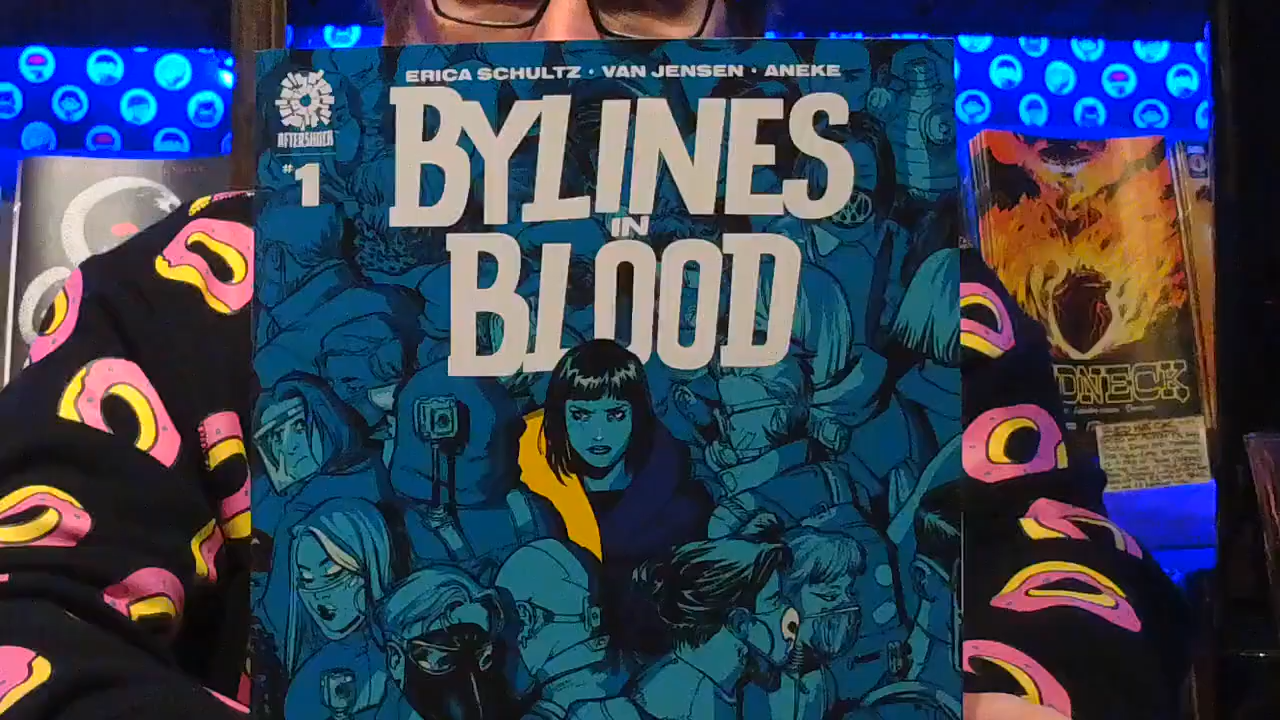 ERICA SCHULTZ · VAN JENSEN · ANEKE
AFTERSHOCK
#1
BYLINES
IN
BLOOD
DNECK